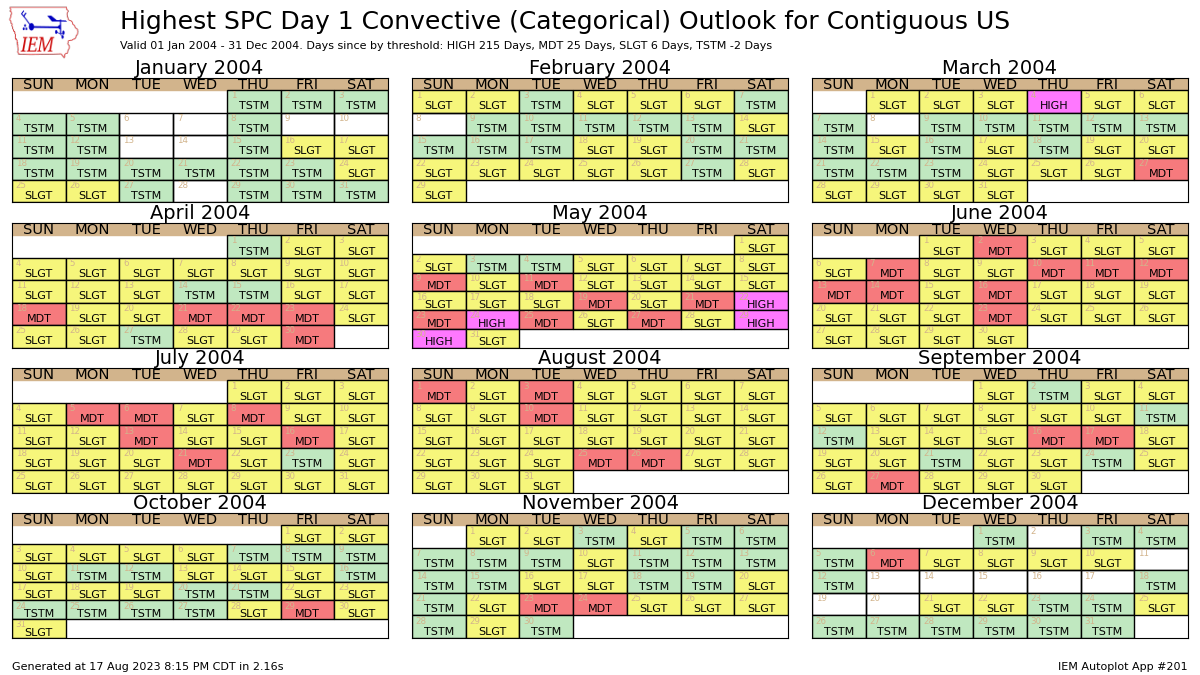 IEM
Highest SPC Day 1 Convective (Categorical) Outlook for Contiguous US
Valid 01 Jan 2004 - 31 Dec 2004. Days since by threshold: HIGH 215 Days, MDT 25 Days, SLGT 6 Days, TSTM -2 Days
January 2004
SUN MON TUE WED THU FRI SAT
1 2 3
TSTM TSTM TSTM
4 5 6 7 8 9 10
TSTM TSTM TSTM
11 12 13 14 15 16 17
TSTM TSTM TSTM SLGT SLGT
18 19 20 21 22 23 24
TSTM TSTM TSTM TSTM TSTM TSTM SLGT
25 26 27 28 29 30 31
SLGT SLGT TSTM TSTM TSTM TSTM
February 2004
SUN MON TUE WED THU FRI SAT
1 2 3 4 5 6 7
SLGT SLGT TSTM SLGT SLGT SLGT TSTM
8 9 10 11 12 13 14
TSTM TSTM TSTM TSTM TSTM SLGT
15 16 17 18 19 20 21
TSTM TSTM TSTM SLGT SLGT TSTM TSTM
22 23 24 25 26 27 28
SLGT SLGT SLGT SLGT SLGT TSTM SLGT
29
SLGT
March 2004
SUN MON TUE WED THU FRI SAT
1 2 3 4 5 6
SLGT SLGT SLGT HIGH SLGT SLGT
7 8 9 10 11 12 13
TSTM TSTM TSTM TSTM TSTM TSTM
14 15 16 17 18 19 20
TSTM SLGT TSTM SLGT TSTM SLGT SLGT
21 22 23 24 25 26 27
TSTM TSTM TSTM SLGT SLGT SLGT MDT
28 29 30 31
SLGT SLGT SLGT SLGT
April 2004
SUN MON TUE WED THU FRI SAT
1 2 3
TSTM SLGT SLGT
4 5 6 7 8 9 10
SLGT SLGT SLGT SLGT SLGT SLGT SLGT
11 12 13 14 15 16 17
SLGT SLGT SLGT TSTM TSTM SLGT SLGT
18 19 20 21 22 23 24
MDT SLGT SLGT MDT MDT MDT SLGT
25 26 27 28 29 30
SLGT SLGT TSTM SLGT SLGT MDT
May 2004
SUN MON TUE WED THU FRI SAT
1
SLGT
2 3 4 5 6 7 8
SLGT TSTM TSTM SLGT SLGT SLGT SLGT
9 10 11 12 13 14 15
MDT SLGT MDT SLGT SLGT SLGT SLGT
16 17 18 19 20 21 22
SLGT SLGT SLGT MDT SLGT MDT HIGH
23 24 25 26 27 28 29
MDT HIGH MDT SLGT MDT SLGT HIGH
30 31
HIGH SLGT
June 2004
SUN MON TUE WED THU FRI SAT
1 2 3 4 5
SLGT MDT SLGT SLGT SLGT
6 7 8 9 10 11 12
SLGT MDT SLGT SLGT MDT MDT MDT
13 14 15 16 17 18 19
MDT MDT SLGT MDT SLGT SLGT SLGT
20 21 22 23 24 25 26
SLGT SLGT SLGT MDT SLGT SLGT SLGT
27 28 29 30
SLGT SLGT SLGT SLGT
July 2004
SUN MON TUE WED THU FRI SAT
1 2 3
SLGT SLGT SLGT
4 5 6 7 8 9 10
SLGT MDT MDT SLGT MDT SLGT SLGT
11 12 13 14 15 16 17
SLGT SLGT MDT SLGT SLGT MDT SLGT
18 19 20 21 22 23 24
SLGT SLGT SLGT MDT SLGT TSTM SLGT
25 26 27 28 29 30 31
SLGT SLGT SLGT SLGT SLGT SLGT SLGT
August 2004
SUN MON TUE WED THU FRI SAT
1 2 3 4 5 6 7
MDT SLGT MDT SLGT SLGT SLGT SLGT
8 9 10 11 12 13 14
SLGT SLGT MDT SLGT SLGT SLGT SLGT
15 16 17 18 19 20 21
SLGT SLGT SLGT SLGT SLGT SLGT SLGT
22 23 24 25 26 27 28
SLGT SLGT SLGT MDT MDT SLGT SLGT
29 30 31
SLGT SLGT SLGT
September 2004
SUN MON TUE WED THU FRI SAT
1 2 3 4
SLGT TSTM SLGT SLGT
5 6 7 8 9 10 11
SLGT SLGT SLGT SLGT SLGT SLGT TSTM
12 13 14 15 16 17 18
TSTM SLGT SLGT SLGT MDT MDT SLGT
19 20 21 22 23 24 25
SLGT SLGT TSTM SLGT SLGT TSTM SLGT
26 27 28 29 30
SLGT MDT SLGT SLGT SLGT
October 2004
SUN MON TUE WED THU FRI SAT
1 2
SLGT SLGT
3 4 5 6 7 8 9
SLGT SLGT SLGT SLGT TSTM TSTM TSTM
10 11 12 13 14 15 16
SLGT TSTM TSTM SLGT SLGT SLGT TSTM
17 18 19 20 21 22 23
SLGT SLGT SLGT TSTM TSTM SLGT SLGT
24 25 26 27 28 29 30
TSTM TSTM TSTM TSTM SLGT MDT SLGT
31
SLGT
November 2004
SUN MON TUE WED THU FRI SAT
1 2 3 4 5 6
SLGT SLGT TSTM SLGT TSTM TSTM
7 8 9 10 11 12 13
TSTM TSTM TSTM SLGT TSTM TSTM TSTM
14 15 16 17 18 19 20
TSTM TSTM SLGT SLGT TSTM TSTM SLGT
21 22 23 24 25 26 27
TSTM SLGT MDT MDT SLGT SLGT SLGT
28 29 30
TSTM SLGT TSTM
December 2004
SUN MON TUE WED THU FRI SAT
1 2 3 4
TSTM TSTM TSTM
5 6 7 8 9 10 11
TSTM MDT SLGT SLGT SLGT SLGT
12 13 14 15 16 17 18
TSTM TSTM
19 20 21 22 23 24 25
SLGT SLGT TSTM TSTM TSTM
26 27 28 29 30 31
TSTM TSTM TSTM TSTM TSTM TSTM
Generated at 17 Aug 2023 8:15 PM CDT in 2.16s
IEM Autoplot App #201